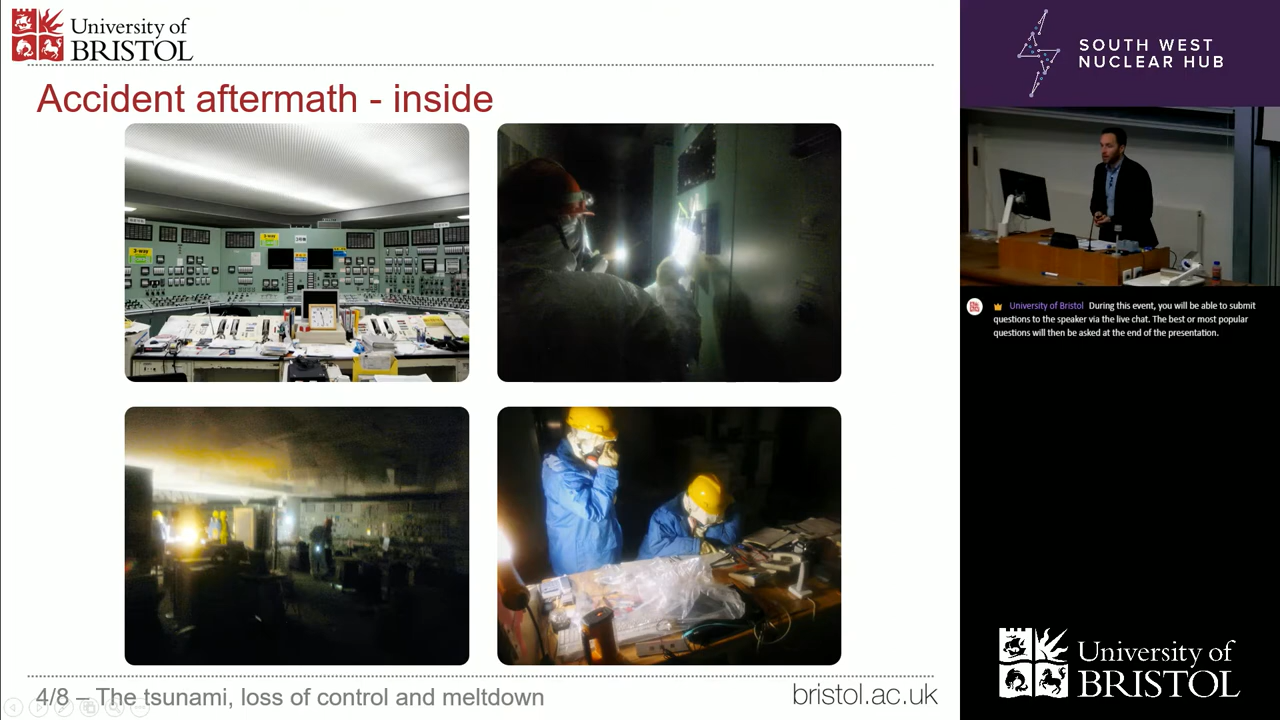 University of
BRISTOL
Accident aftermath - inside
4/8 – The tsunami, loss of control and meltdown
bristol.ac.uk
SOUTH WEST
NUCLEAR HUB
University of Bristol During this event, you will be able to submit
questions to the speaker via the live chat. The best or most popular
questions will then be asked at the end of the presentation.
University of
BRISTOL